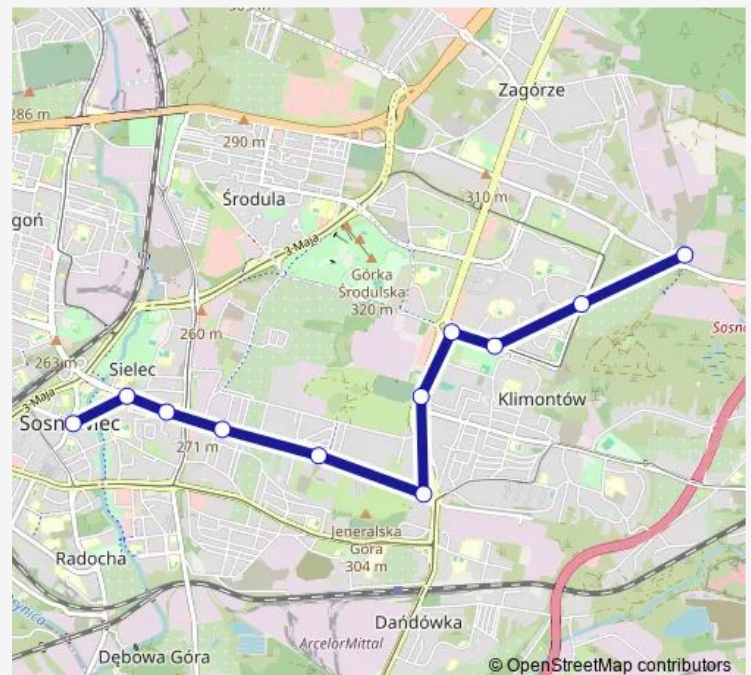 286 m
290 m
Zagórze
goń
Środula
310 m
3 Maja
Górka
Środulska
320 m
260 m
263 m
Sielec
3-Maja
Klimontów
271 m
Jeneralska
Góra
304 m
Radocha
Dańdówka
ArcelorMittal
Dębowa Góra
© OpenStreetMap contributors